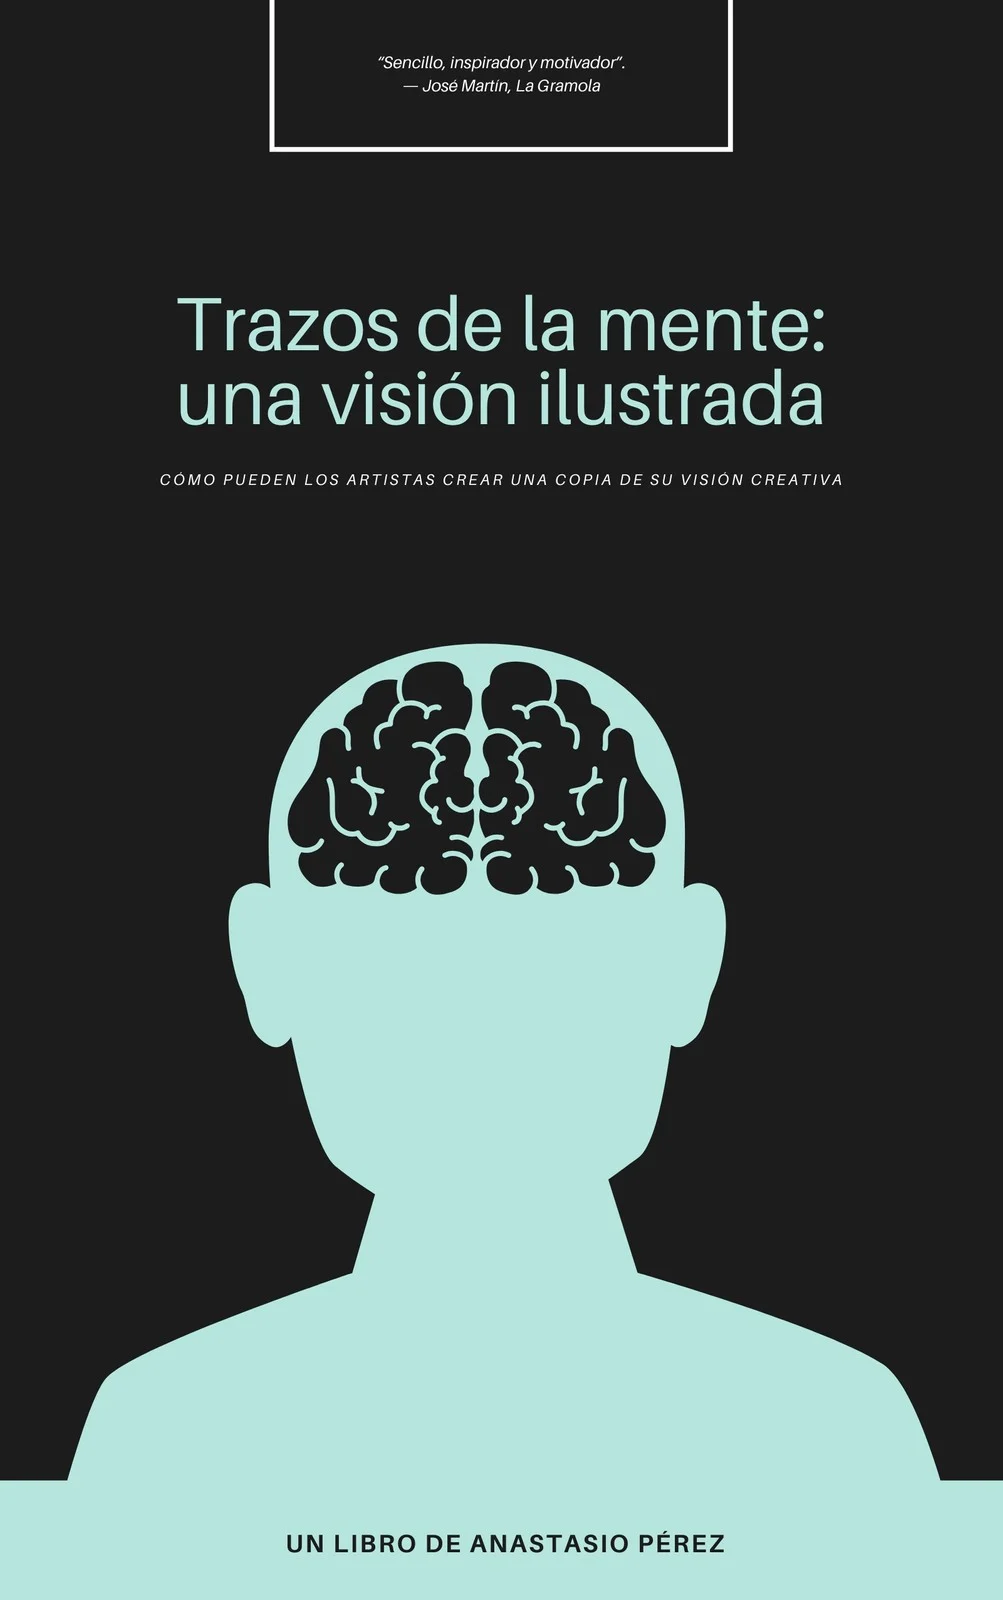 “Sencillo, inspirador y motivador”.
— José Martín, La Gramola
Trazos de la mente:
una visión ilustrada
CÓMO PUEDEN LOS ARTISTAS CREAR UNA COPIA DE SU VISIÓN CREATIVA
UN LIBRO DE ANASTASIO PÉREZ